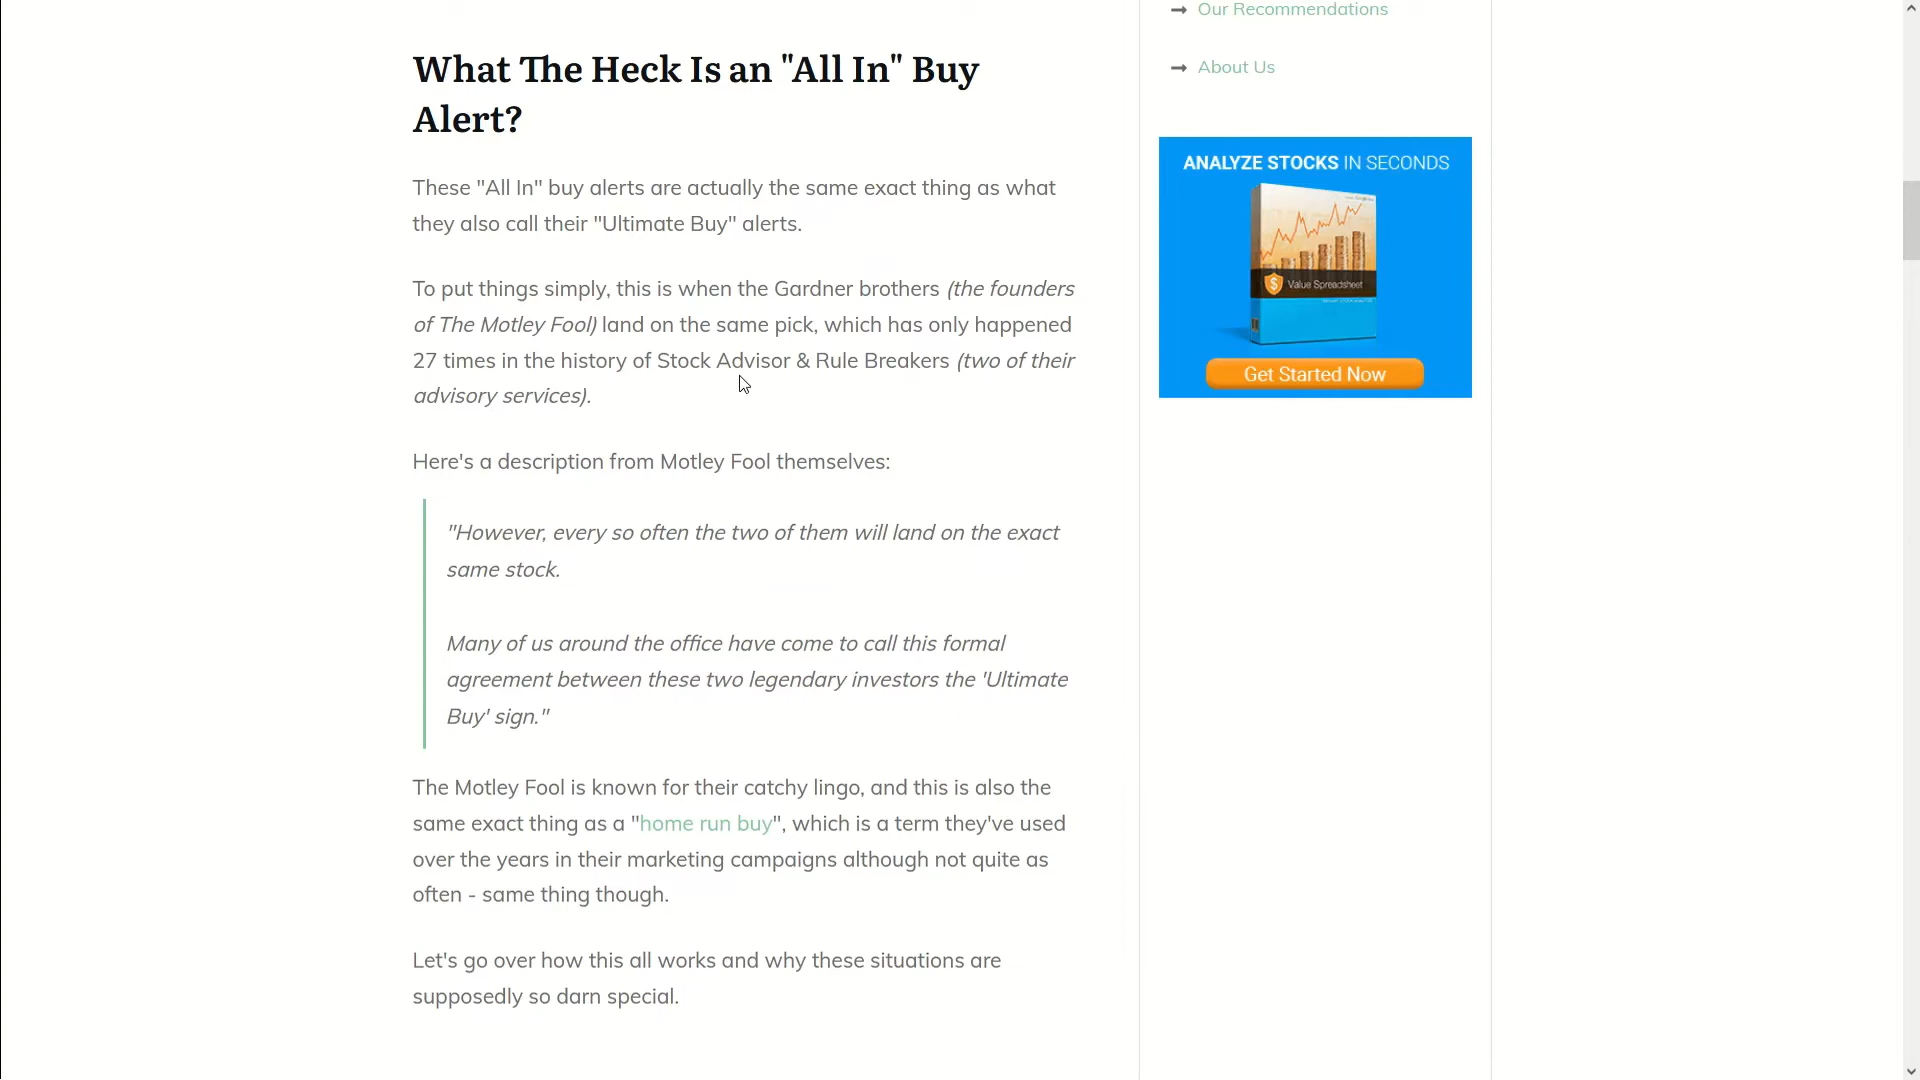 Our Recommendations
About Us
What The Heck Is an "All In" Buy
Alert?
These "All In" buy alerts are actually the same exact thing as what
they also call their "Ultimate Buy" alerts.
To put things simply, this is when the Gardner brothers (the founders
of The Motley Fool) land on the same pick, which has only happened
27 times in the history of Stock Advisor & Rule Breakers (two of their
advisory services).
Here's a description from Motley Fool themselves:
"However, every so often the two of them will land on the exact
same stock.
Many of us around the office have come to call this formal
agreement between these two legendary investors the 'Ultimate
Buy' sign."
The Motley Fool is known for their catchy lingo, and this is also the
same exact thing as a "home run buy", which is a term they've used
over the years in their marketing campaigns although not quite as
often - same thing though.
Let's go over how this all works and why these situations are
supposedly so darn special.
ANALYZE STOCKS IN SECONDS
$ Value Spreadsheet
Get Started Now